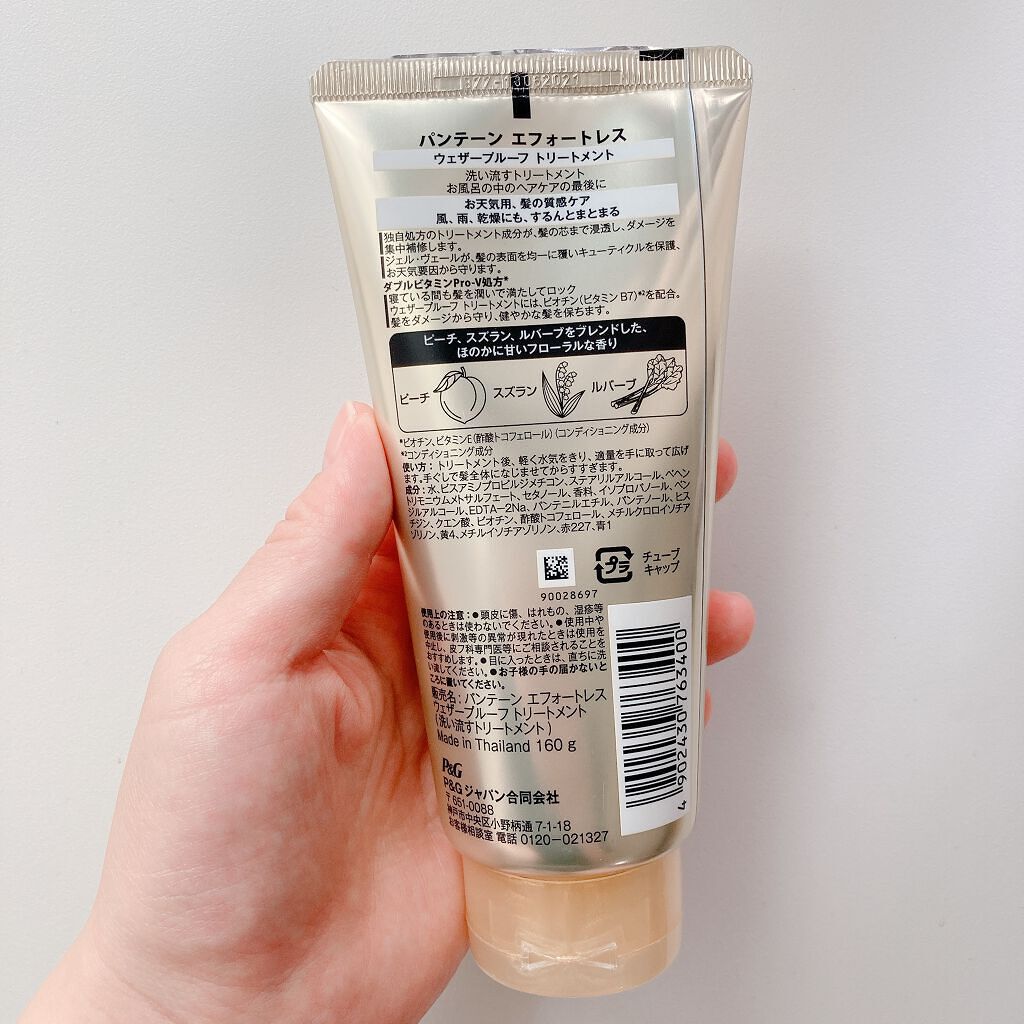 3062021
パンテーン エフォートレス
ウェザープルーフ トリートメント
洗い流すトリートメント
お風呂の中のヘアケアの最後に
お天気用、髪の質感ケア
風、雨、乾燥にも、するんとまとまる
独自処方のトリートメント成分が、髪の芯まで浸透し、ダメージを
集中補修します。
ジェル・ヴェールが、髪の表面を均一に覆いキューティクルを保護、
お天気要因から守ります。
ダブルビタミンPro-V処方*
寝ている間も髪を潤いで満たしてロック
ウェザープルーフ トリートメントには、ビオチン(ビタミン B7)*²を配合。
髪をダメージから守り、健やかな髪を保ちます。
ピーチ、スズラン、ルバーブをブレンドした、
ほのかに甘いフローラルな香り
ピーチ スズラン ルバーブ
*ビオチン、ビタミンE(酢酸トコフェロール)(コンディショニング成分)
*²コンディショニング成分
使い方：トリートメント後、軽く水気をきり、適量を手に取って広げ
ます。手ぐしで髪全体になじませてからすすぎます。
成分：水、ビスアミノプロピルジメチコン、ステアリルアルコール、ベヘン
トリモニウムメトサルフェート、セタノール、香料、イソプロパノール、ベン
ジルアルコール、EDTA-2Na、パンテニルエチル、パンテノール、ヒス
チジン、クエン酸、ビオチン、酢酸トコフェロール、メチルクロロイソチア
ゾリノン、黄4、メチルイソチアゾリノン、赤227、青1
プラ チューブ
キャップ
90028697
使用上の注意：●頭皮に傷、はれもの、湿疹等
のあるときは使わないでください。●使用中や
使用後に刺激等の異常が現れたときは使用を
中止し、皮フ科専門医等にご相談されることを
おすすめします。●目に入ったときは、直ちに洗
い流してください。●お子様の手の届かないと
ころに置いてください。
販売名：パンテーン エフォートレス
ウェザープルーフ トリートメント
(洗い流すトリートメント)
Made in Thailand 160 g
P&G
P&G ジャパン合同会社
〒651-0088
神戸市中央区小野柄通 7-1-18
お客様相談室 電話 0120-021327
4 902430 763400